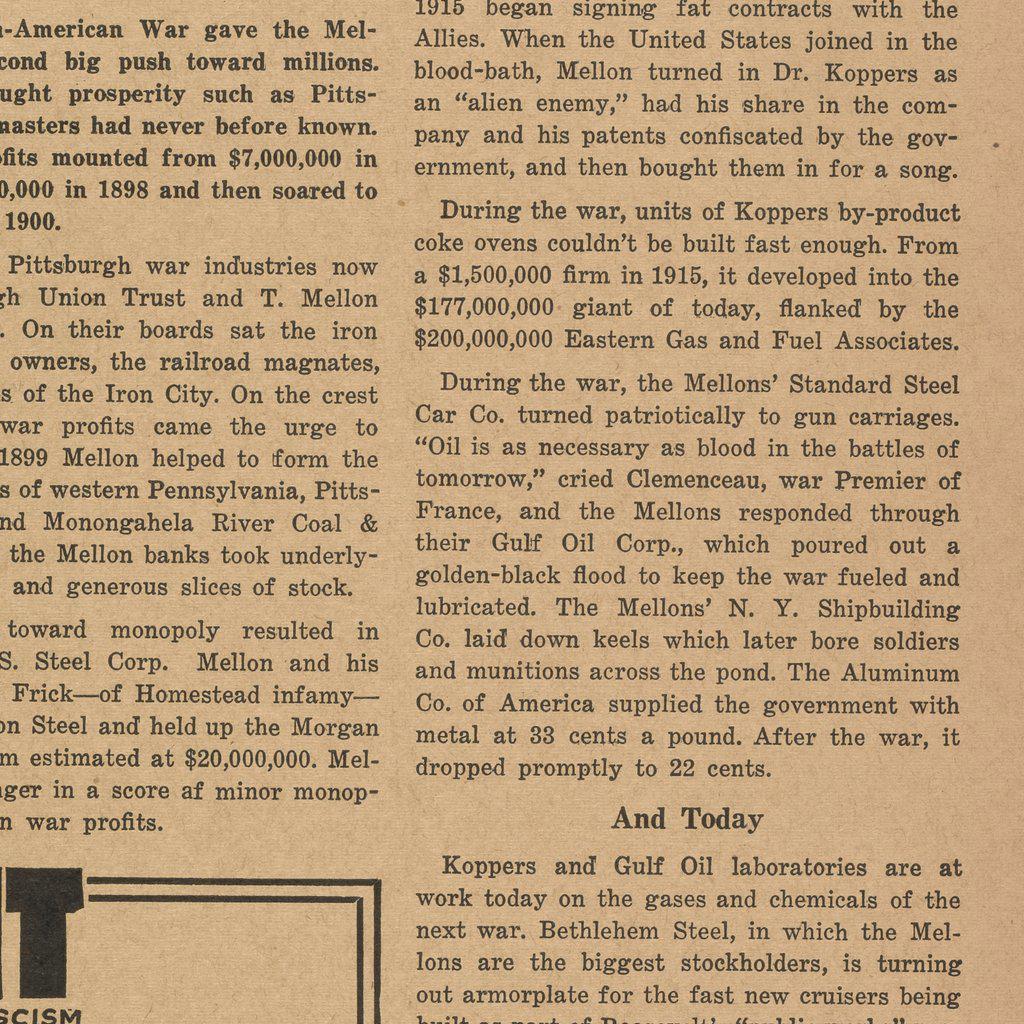 -American War gave the Mel-
cond big push toward millions.
ught prosperity such as Pitts-
masters had never before known.
ofits mounted from $7,000,000 in
0,000 in 1898 and then soared to
1900.
Pittsburgh war industries now
gh Union Trust and T. Mellon
. On their boards sat the iron
owners, the railroad magnates,
s of the Iron City. On the crest
war profits came the urge to
1899 Mellon helped to form the
s of western Pennsylvania, Pitts-
nd Monongahela River Coal &
the Mellon banks took underly-
and generous slices of stock.
toward monopoly resulted in
S. Steel Corp. Mellon and his
Frick—of Homestead infamy—
on Steel and held up the Morgan
m estimated at $20,000,000. Mel-
ger in a score af minor monop-
n war profits.
T
SCISM
1915 began signing fat contracts with the
Allies. When the United States joined in the
blood-bath, Mellon turned in Dr. Koppers as
an “alien enemy,” had his share in the com-
pany and his patents confiscated by the gov-
ernment, and then bought them in for a song.
During the war, units of Koppers by-product
coke ovens couldn’t be built fast enough. From
a $1,500,000 firm in 1915, it developed into the
$177,000,000 giant of today, flanked by the
$200,000,000 Eastern Gas and Fuel Associates.
During the war, the Mellons’ Standard Steel
Car Co. turned patriotically to gun carriages.
“Oil is as necessary as blood in the battles of
tomorrow,” cried Clemenceau, war Premier of
France, and the Mellons responded through
their Gulf Oil Corp., which poured out a
golden-black flood to keep the war fueled and
lubricated. The Mellons’ N. Y. Shipbuilding
Co. laid down keels which later bore soldiers
and munitions across the pond. The Aluminum
Co. of America supplied the government with
metal at 33 cents a pound. After the war, it
dropped promptly to 22 cents.
And Today
Koppers and Gulf Oil laboratories are at
work today on the gases and chemicals of the
next war. Bethlehem Steel, in which the Mel-
lons are the biggest stockholders, is turning
out armorplate for the fast new cruisers being
built as part of Roosevelt’s